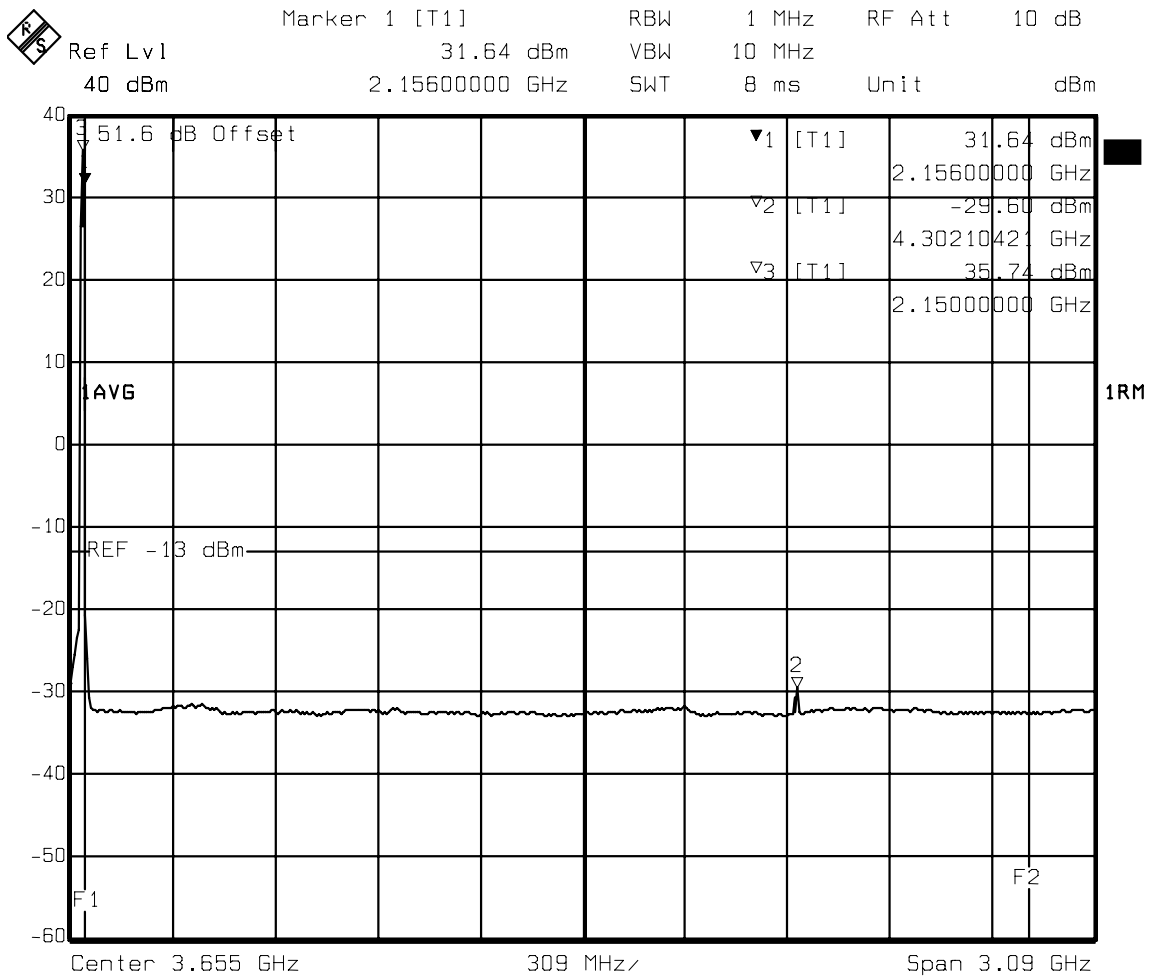 R S
Marker 1 [T1] RBW 1 MHz RF Att 10 dB
Ref Lvl 31.64 dBm VBW 10 MHz
40 dBm 2.15600000 GHz SWT 8 ms Unit dBm
40
3 51.6 dB Offset ▼1 [T1] 31.64 dBm
2.15600000 GHz
30 ▽2 [T1] -29.60 dBm
4.30210421 GHz
20 ▽3 [T1] 35.74 dBm
2.15000000 GHz
10
1AVG 1RM
0
-10
REF -13 dBm
-20
2
-30
-40
-50
F2
F1
-60
Center 3.655 GHz 309 MHz/ Span 3.09 GHz